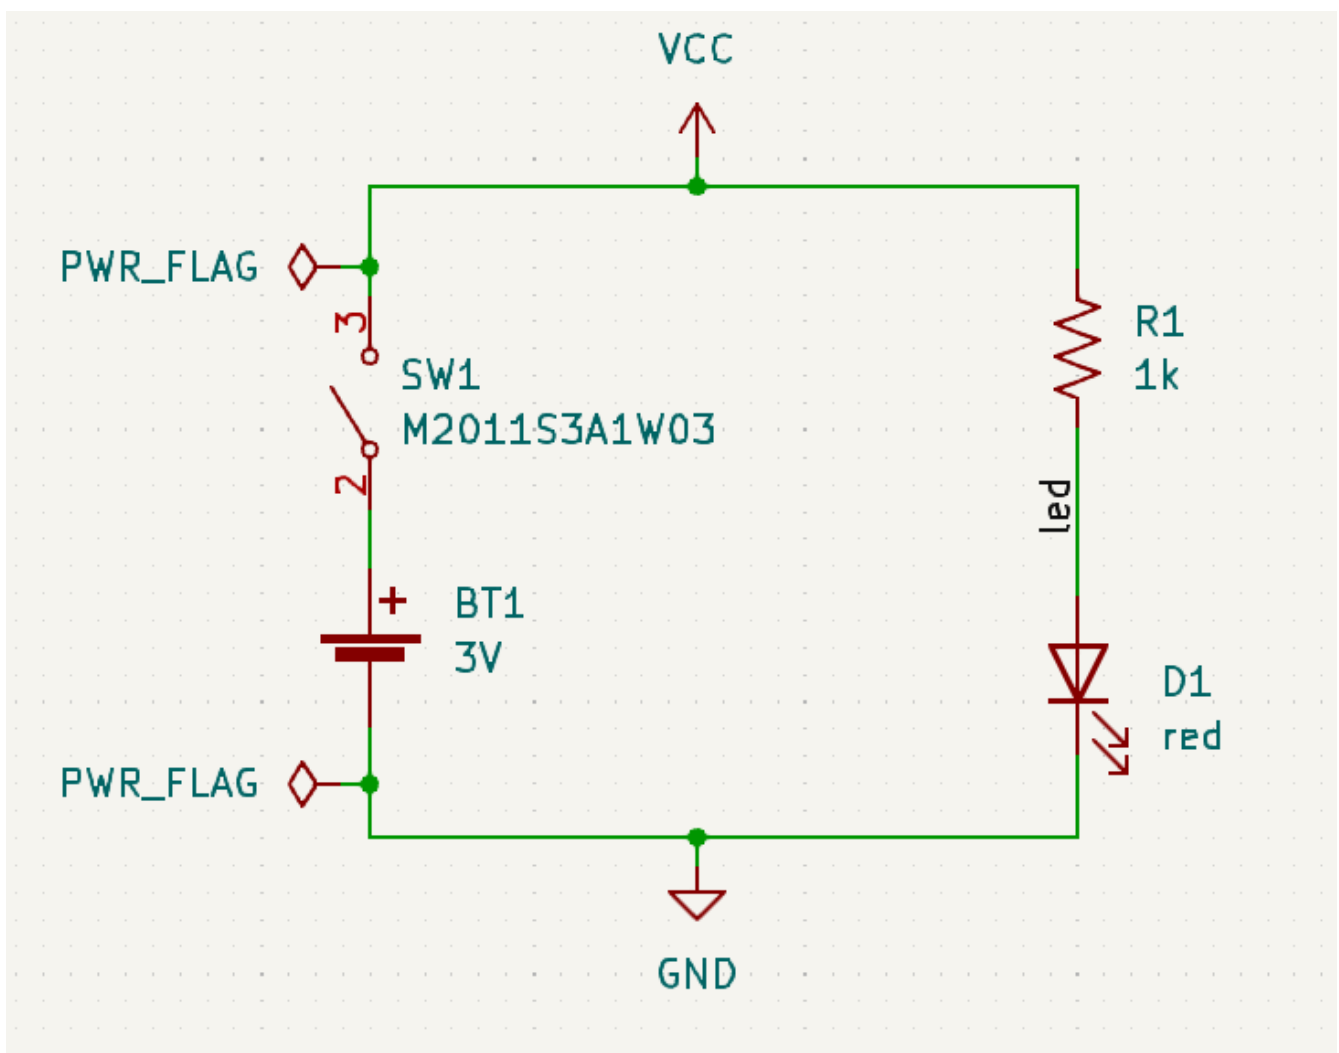 VCC
PWR_FLAG
3
SW1
M2011S3A1W03
2
R1
1k
led
+
BT1
3V
D1
red
PWR_FLAG
GND